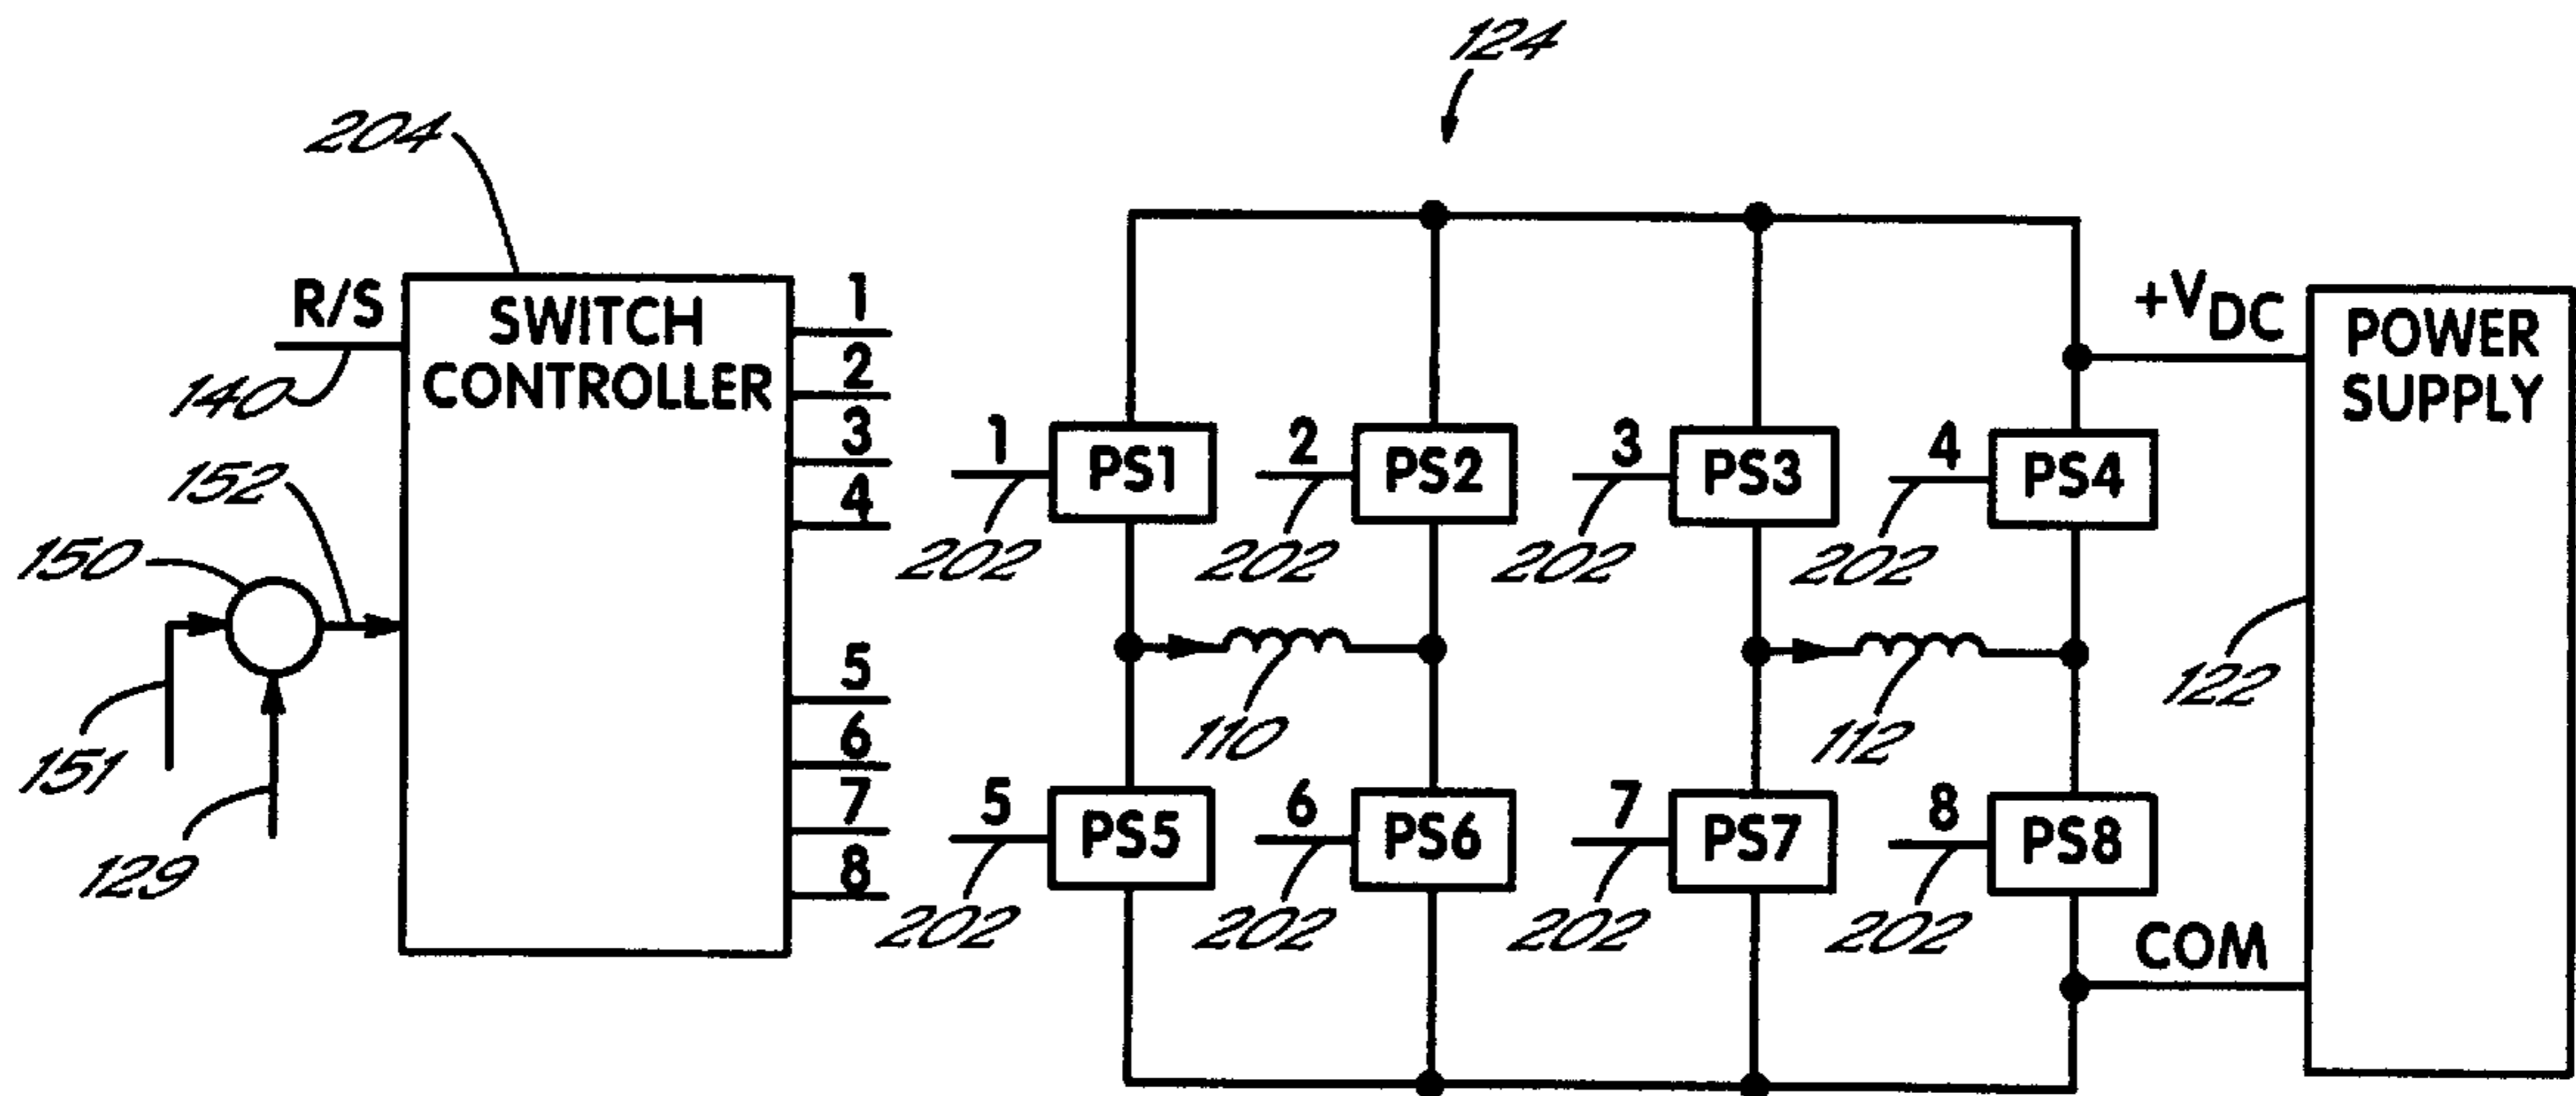 124
204
R/S
SWITCH
CONTROLLER
140
152
150
151
129
1
2
3
4
5
6
7
8
+VDC
POWER
SUPPLY
1 PS1
2 PS2
3 PS3
4 PS4
202 202 202 202
110
112
122
5 PS5
6 PS6
7 PS7
8 PS8
202 202 202 202
COM